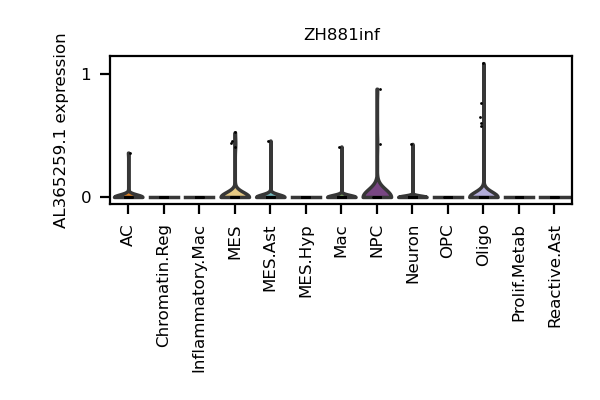 ZH881inf
AL365259.1 expression
1
0
AC
Chromatin.Reg
Inflammatory.Mac
MES
MES.Ast
MES.Hyp
Mac
NPC
Neuron
OPC
Oligo
Prolif.Metab
Reactive.Ast